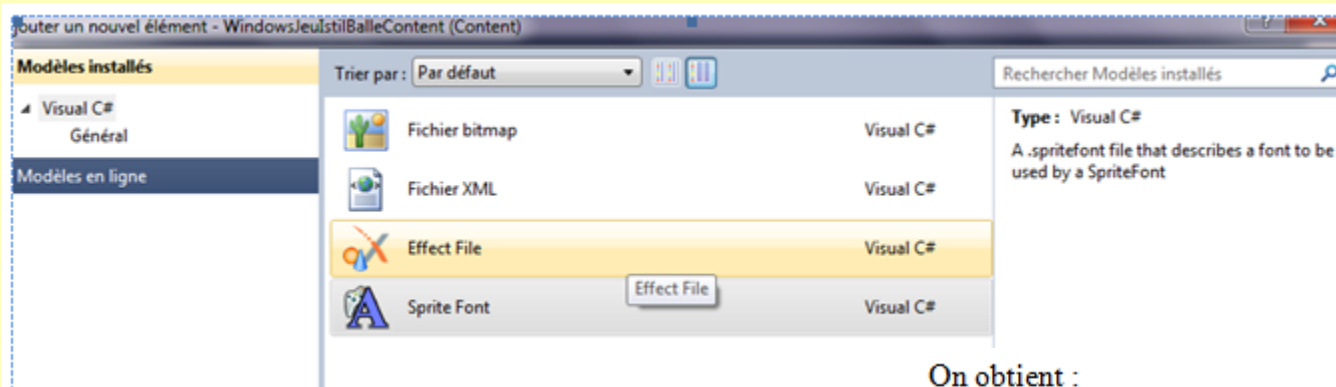 jouter un nouvel élément - WindowsJeuIstilBalleContent (Content)
Modèles installés
Visual C#
Général
Modèles en ligne
Trier par : Par défaut
Rechercher Modèles installés
Fichier bitmap Visual C#
Fichier XML Visual C#
Effect File Visual C#
Effect File
Sprite Font Visual C#
Type : Visual C#
A .spritefont file that describes a font to be
used by a SpriteFont
On obtient :